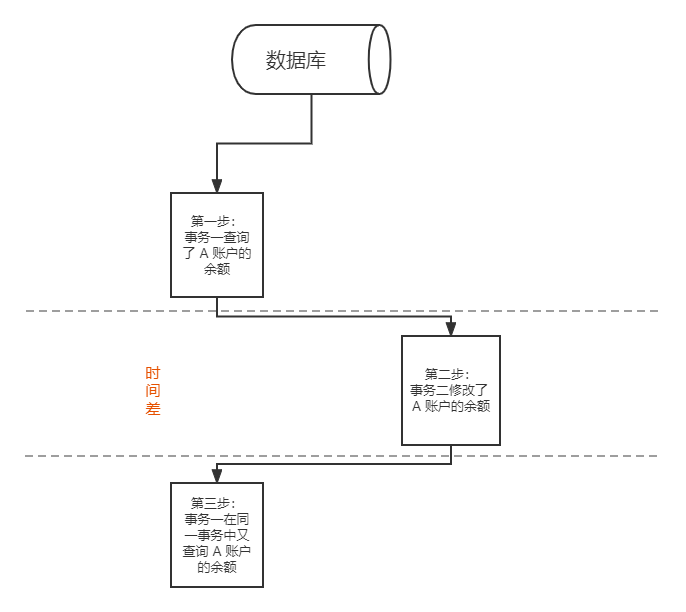 数据库
第一步：
事务一查询
了 A 账户的
余额
时
间
差
第二步：
事务二修改了
A 账户的余额
第三步：
事务一在同
一事务中又
查询 A 账户
的余额